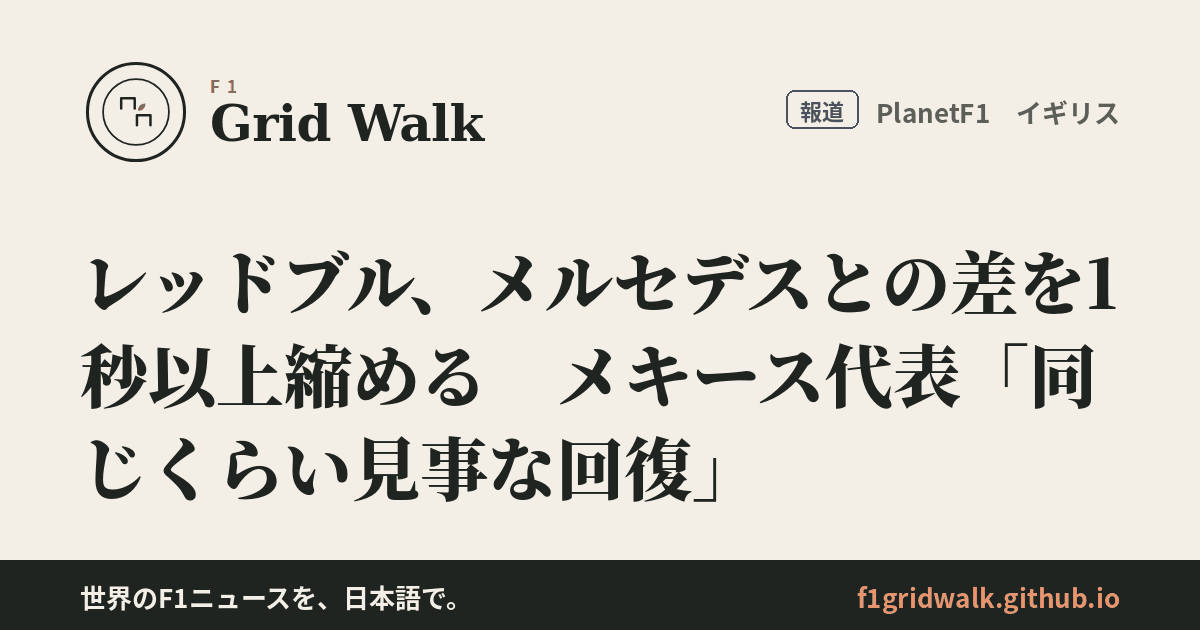 F1
Grid Walk
報道 PlanetF1 イギリス
レッドブル、メルセデスとの差を1
秒以上縮める メキース代表「同
じくらい見事な回復」
世界のF1ニュースを、日本語で。
f1gridwalk.github.io